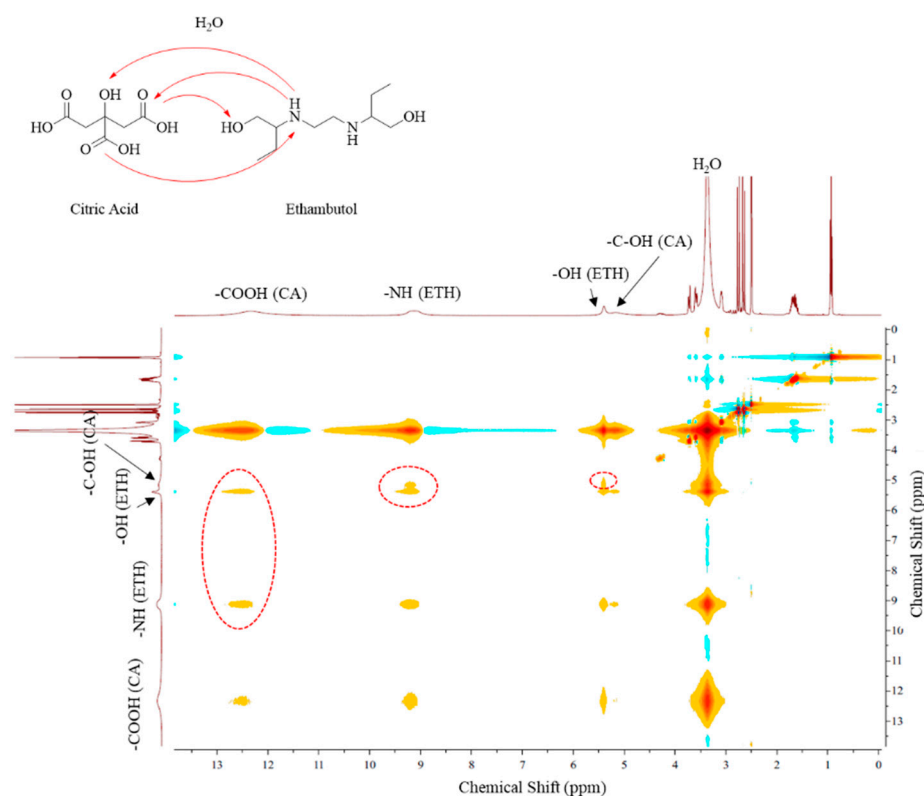 H₂O
O
OH
O
HO
OH
OH
O
H
N
HO
N
H
OH
Citric Acid
Ethambutol
H₂O
-C-OH (CA)
-OH (ETH)
-COOH (CA)
-NH (ETH)
-C-OH (CA)
-OH (ETH)
-NH (ETH)
-COOH (CA)
0
1
2
3
4
5
6
7
8
9
10
11
12
13
Chemical Shift (ppm)
13 12 11 10 9 8 7 6 5 4 3 2 1 0
Chemical Shift (ppm)